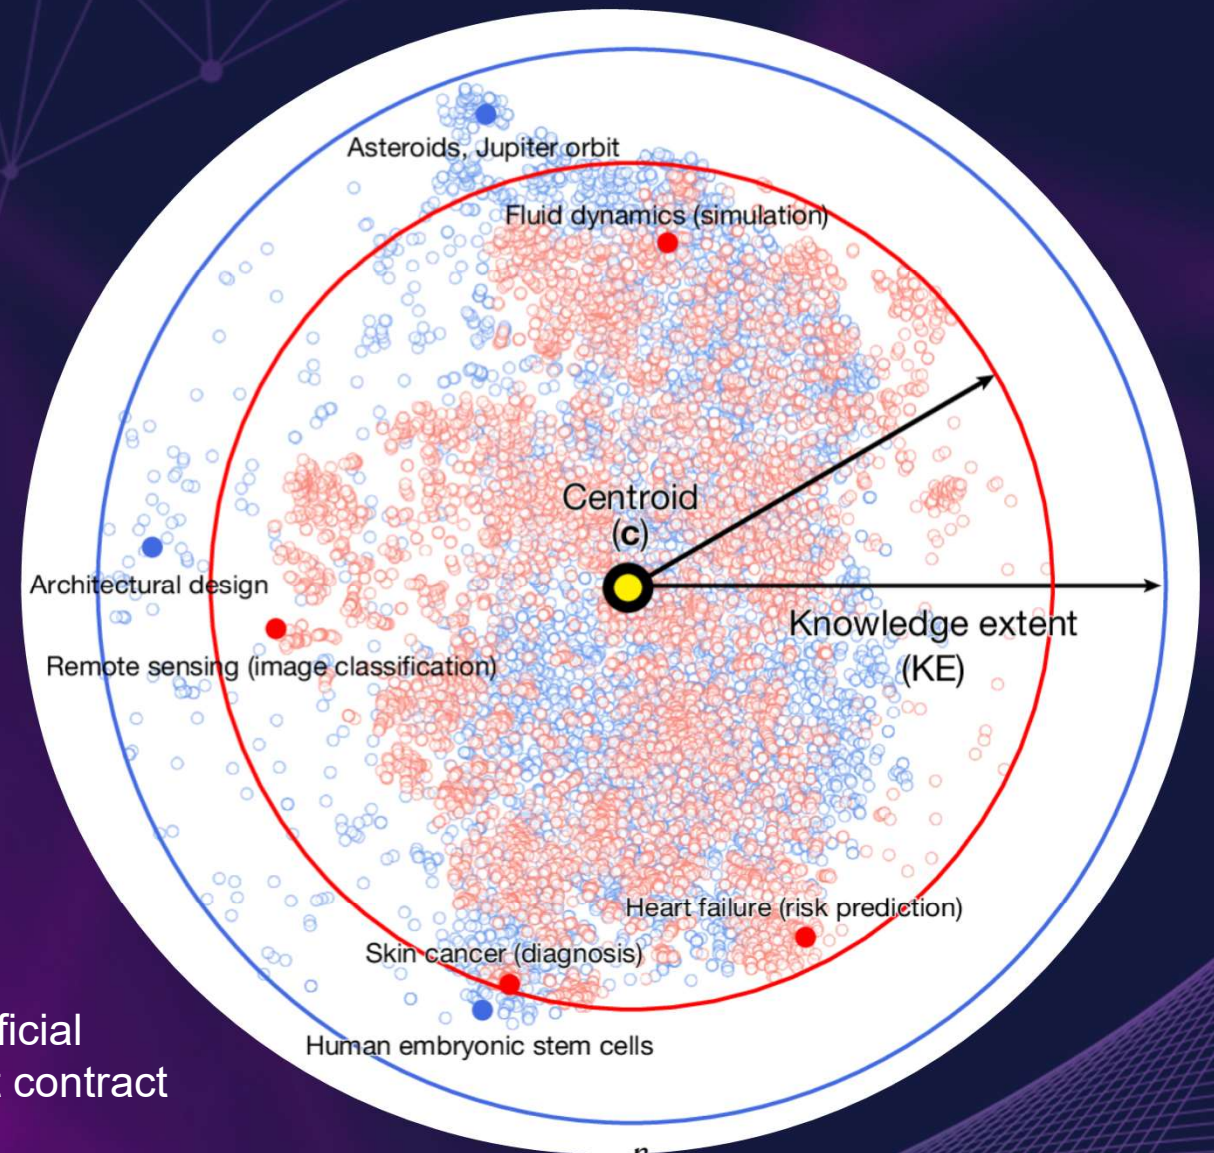 Asteroids, Jupiter orbit
Fluid dynamics (simulation)
Centroid
(c)
Architectural design
Knowledge extent
(KE)
Remote sensing (image classification)
Heart failure (risk prediction)
Skin cancer (diagnosis)
Human embryonic stem cells
contract